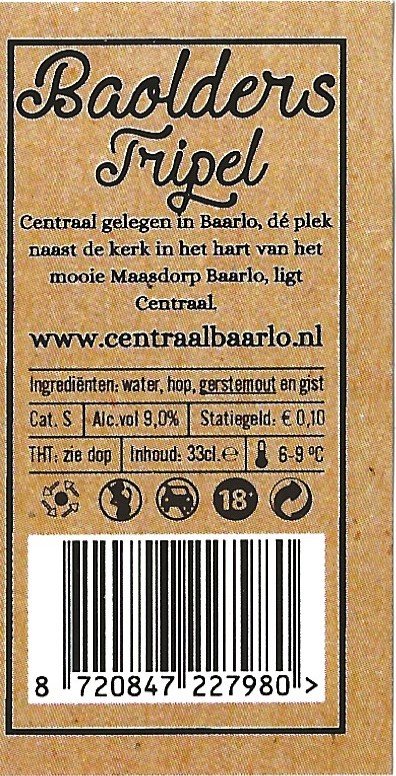 Baolders
Tripel
Centraal gelegen in Baarlo, dé plek
naast de kerk in het hart van het
mooie Maasdorp Baarlo, ligt
Centraal.
www.centraalbaarlo.nl
Ingrediënten: water, hop, gerstemout en gist
Cat. S Alc.vol 9,0% Statiegeld: € 0,10
THT: zie dop Inhoud: 33cl.℮ 6-9 ºC
18+
8 720847 227980 >